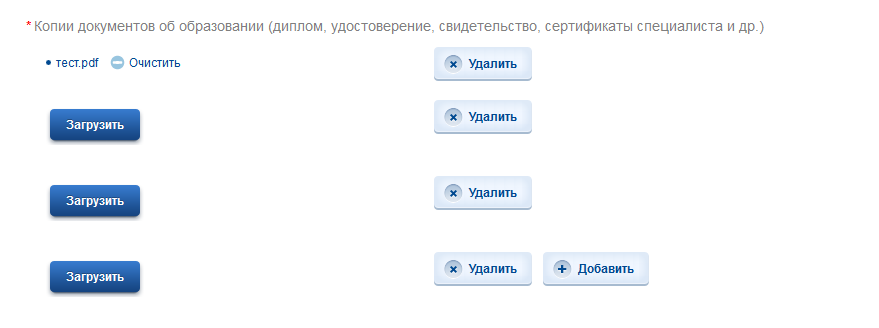 * Копии документов об образовании (диплом, удостоверение, свидетельство, сертификаты специалиста и др.)
тест.pdf Очистить Удалить
Загрузить Удалить
Загрузить Удалить
Загрузить Удалить Добавить